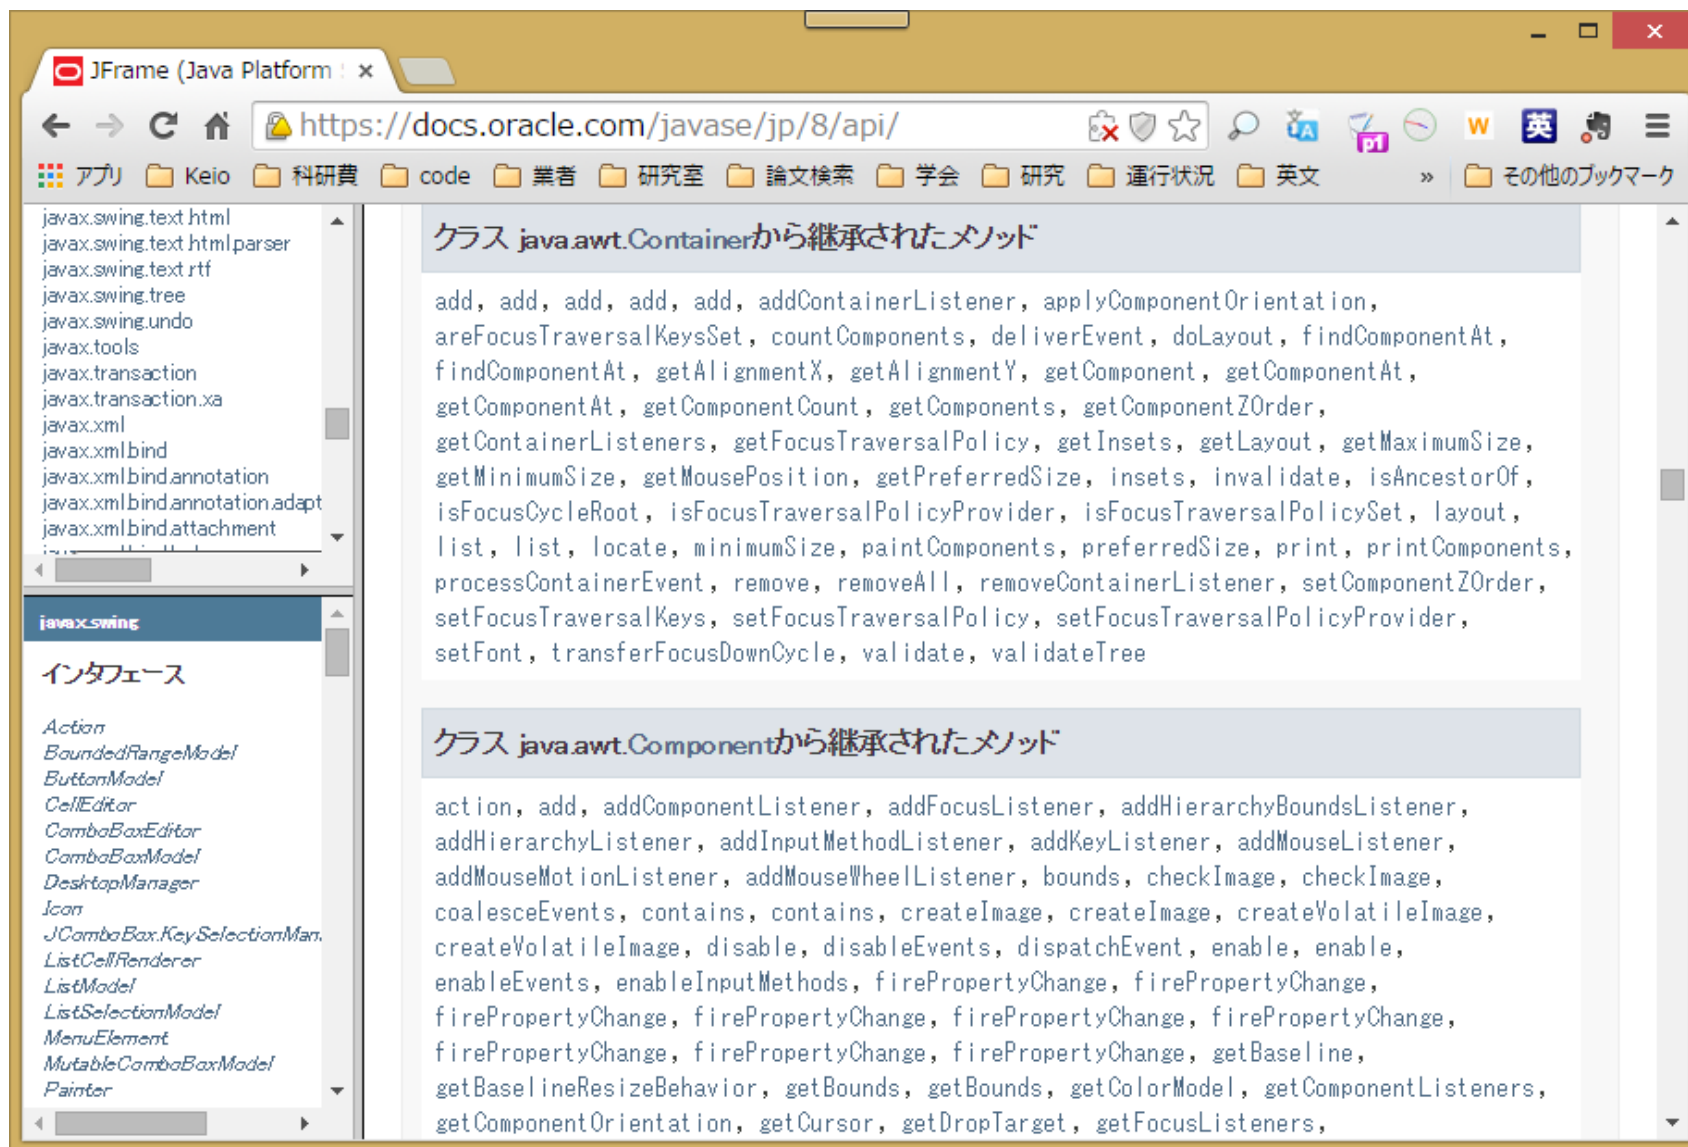 JFrame (Java Platform
https://docs.oracle.com/javase/jp/8/api/
アプリ Keio 科研費 code 業者 研究室 論文検索 学会 研究 運行状況 英文 » その他のブックマーク
javax.swing.text.html
javax.swing.text.html.parser
javax.swing.text.rtf
javax.swing.tree
javax.swing.undo
javax.tools
javax.transaction
javax.transaction.xa
javax.xml
javax.xml.bind
javax.xml.bind.annotation
javax.xml.bind.annotation.adapt
javax.xml.bind.attachment
javax.swing
インタフェース
Action
BoundedRangeModel
ButtonModel
CellEditor
ComboBoxEditor
ComboBoxModel
DesktopManager
Icon
JComboBox.KeySelectionMan
ListCellRenderer
ListModel
ListSelectionModel
MenuElement
MutableComboBoxModel
Painter
クラス java.awt.Containerから継承されたメソッド
add, add, add, add, add, addContainerListener, applyComponentOrientation,
areFocusTraversalKeysSet, countComponents, deliverEvent, doLayout, findComponentAt,
findComponentAt, getAlignmentX, getAlignmentY, getComponent, getComponentAt,
getComponentAt, getComponentCount, getComponents, getComponentZOrder,
getContainerListeners, getFocusTraversalPolicy, getInsets, getLayout, getMaximumSize,
getMinimumSize, getMousePosition, getPreferredSize, insets, invalidate, isAncestorOf,
isFocusCycleRoot, isFocusTraversalPolicyProvider, isFocusTraversalPolicySet, layout,
list, list, locate, minimumSize, paintComponents, preferredSize, print, printComponents,
processContainerEvent, remove, removeAll, removeContainerListener, setComponentZOrder,
setFocusTraversalKeys, setFocusTraversalPolicy, setFocusTraversalPolicyProvider,
setFont, transferFocusDownCycle, validate, validateTree
クラス java.awt.Componentから継承されたメソッド
action, add, addComponentListener, addFocusListener, addHierarchyBoundsListener,
addHierarchyListener, addInputMethodListener, addKeyListener, addMouseListener,
addMouseMotionListener, addMouseWheelListener, bounds, checkImage, checkImage,
coalesceEvents, contains, contains, createImage, createImage, createVolatileImage,
createVolatileImage, disable, disableEvents, dispatchEvent, enable, enable,
enableEvents, enableInputMethods, firePropertyChange, firePropertyChange,
firePropertyChange, firePropertyChange, firePropertyChange, firePropertyChange,
firePropertyChange, firePropertyChange, firePropertyChange, getBaseline,
getBaselineResizeBehavior, getBounds, getBounds, getColorModel, getComponentListeners,
getComponentOrientation, getCursor, getDropTarget, getFocusListeners,